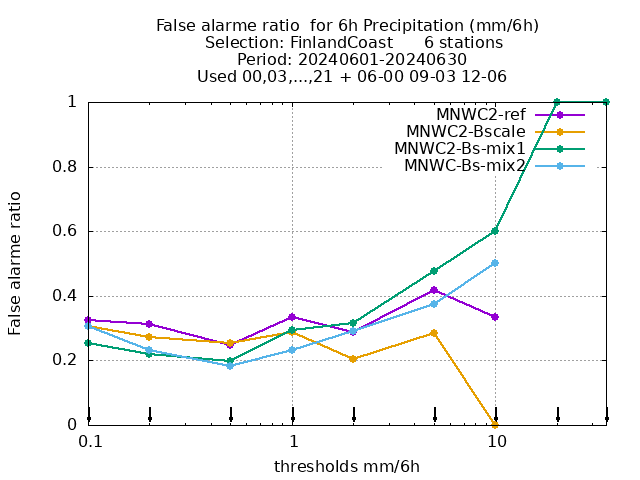 False alarme ratio  for 6h Precipitation (mm/6h)
Selection: FinlandCoast      6 stations
Period: 20240601-20240630
Used 00,03,...,21 + 06-00 09-03 12-06
MNWC2-ref
MNWC2-Bscale
MNWC2-Bs-mix1
MNWC-Bs-mix2
False alarme ratio
1
0.8
0.6
0.4
0.2
0
0.1
1
10
thresholds mm/6h